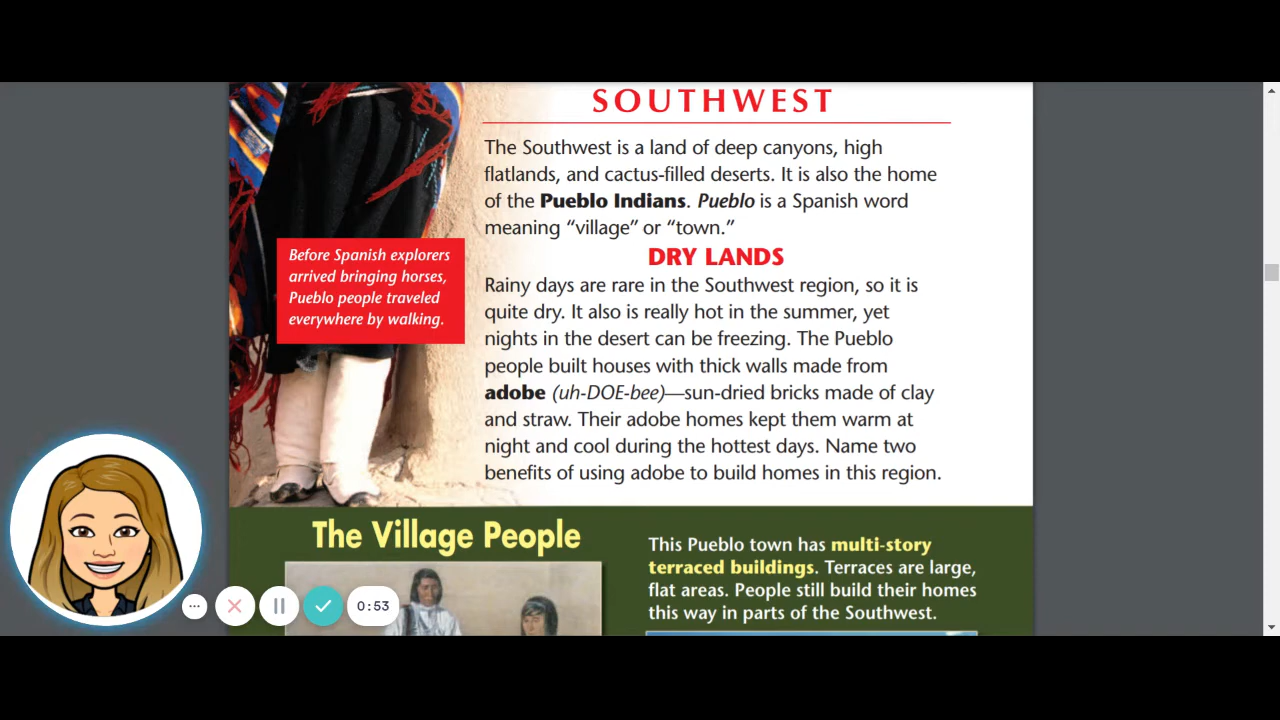 SOUTHWEST
The Southwest is a land of deep canyons, high
flatlands, and cactus-filled deserts. It is also the home
of the Pueblo Indians. Pueblo is a Spanish word
meaning “village” or “town.”
Before Spanish explorers
arrived bringing horses,
Pueblo people traveled
everywhere by walking.
DRY LANDS
Rainy days are rare in the Southwest region, so it is
quite dry. It also is really hot in the summer, yet
nights in the desert can be freezing. The Pueblo
people built houses with thick walls made from
adobe (uh-DOE-bee)—sun-dried bricks made of clay
and straw. Their adobe homes kept them warm at
night and cool during the hottest days. Name two
benefits of using adobe to build homes in this region.
The Village People
This Pueblo town has multi-story
terraced buildings. Terraces are large,
flat areas. People still build their homes
this way in parts of the Southwest.
0:53